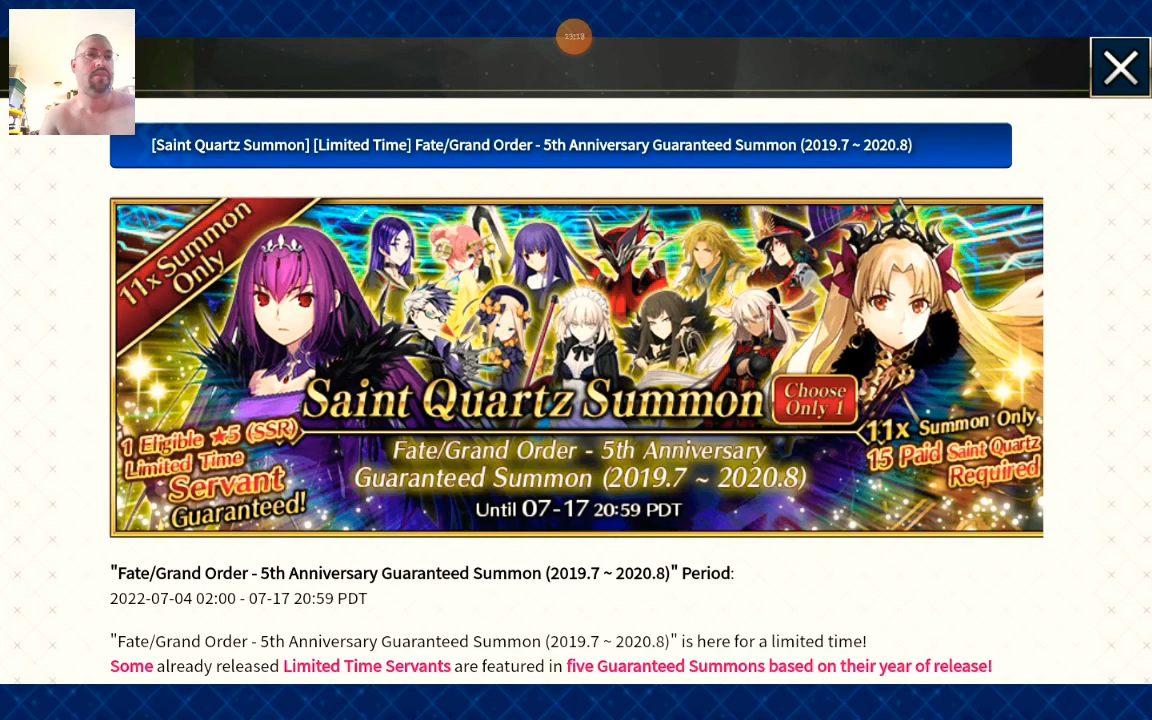 13:18
[Saint Quartz Summon] [Limited Time] Fate/Grand Order - 5th Anniversary Guaranteed Summon (2019.7 ~ 2020.8)
11x Summon
Only
Saint Quartz Summon
Choose
Only 1
1 Eligible ★5 (SSR)
Limited Time
Servant
Guaranteed!
Fate/Grand Order - 5th Anniversary
Guaranteed Summon (2019.7 ~ 2020.8)
Until 07-17 20:59 PDT
11x Summon Only
15 Paid Saint Quartz
Required
"Fate/Grand Order - 5th Anniversary Guaranteed Summon (2019.7 ~ 2020.8)" Period:
2022-07-04 02:00 - 07-17 20:59 PDT
"Fate/Grand Order - 5th Anniversary Guaranteed Summon (2019.7 ~ 2020.8)" is here for a limited time!
Some already released Limited Time Servants are featured in five Guaranteed Summons based on their year of release!